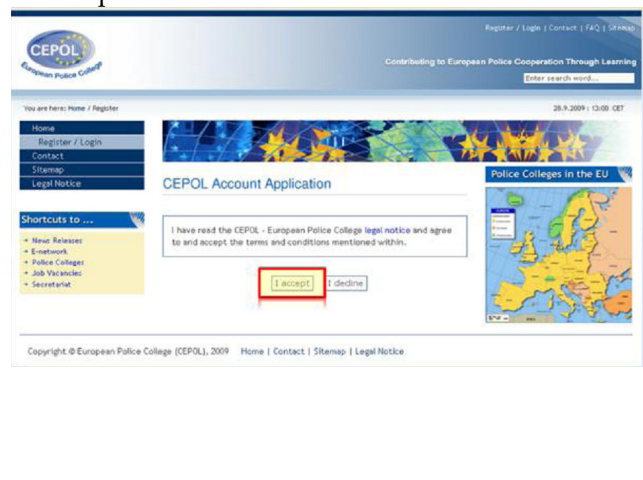 Register / Login | Contact | FAQ | Sitemap
CEPOL
European Police College
Contributing to European Police Cooperation Through Learning
Enter search word...
You are here: Home / Register
28.9.2009 | 12:00 CET
Home
Register / Login
Contact
Sitemap
Legal Notice
CEPOL Account Application
Police Colleges in the EU
I have read the CEPOL - European Police College legal notice and agree
to and accept the terms and conditions mentioned within.
I accept
I decline
Shortcuts to ...
News Releases
E-network
Police Colleges
Job Vacancies
Secretariat
Copyright © European Police College (CEPOL), 2009 Home | Contact | Sitemap | Legal Notice